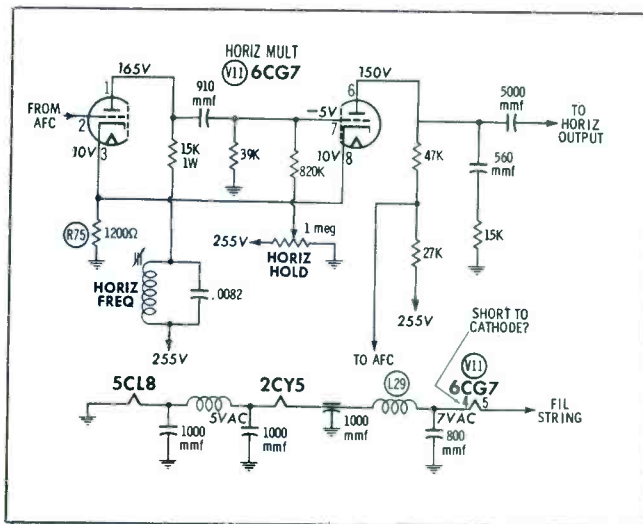 HORIZ MULT
V11 6CG7
165V
150V
1
6
910
mmf
5000
mmf
FROM
AFC
2
3
-5V
7
8
TO
HORIZ
OUTPUT
10V
10V
15K
1W
39K
820K
47K
560
mmf
R75
1200Ω
1 meg
255V
HORIZ
HOLD
27K
15K
HORIZ
FREQ
.0082
255V
255V
SHORT TO
CATHODE?
TO AFC
V11
6CG7
5CL8
2CY5
L29
4
5
5VAC
7VAC
FIL
STRING
1000
mmf
1000
mmf
1000
mmf
800
mmf